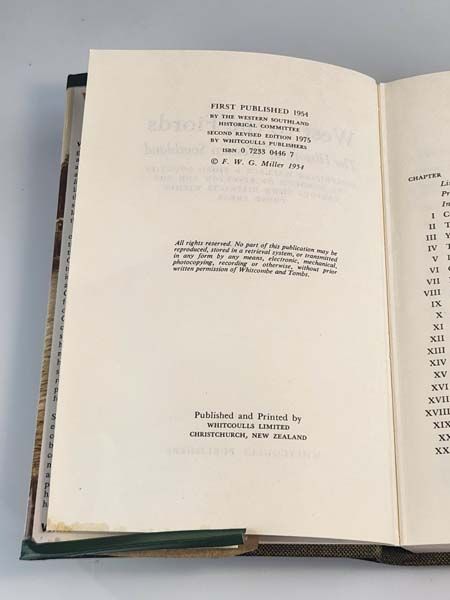 FIRST PUBLISHED 1954
BY THE WESTERN SOUTHLAND
HISTORICAL COMMITTEE
SECOND REVISED EDITION 1975
BY WHITCOULLS PUBLISHERS
ISBN 0 7233 0446 7
© F. W. G. Miller 1954
All rights reserved. No part of this publication may be
reproduced, stored in a retrieval system, or transmitted
in any form by any means, electronic, mechanical,
photocopying, recording or otherwise, without prior
written permission of Whitcombe and Tombs.
Published and Printed by
WHITCOULLS LIMITED
CHRISTCHURCH, NEW ZEALAND
CHAPTER
I
II
III
IV
V
VI
VII
VIII
IX
X
XI
XII
XIII
XIV
XV
XVI
XVII
XVIII
XIX